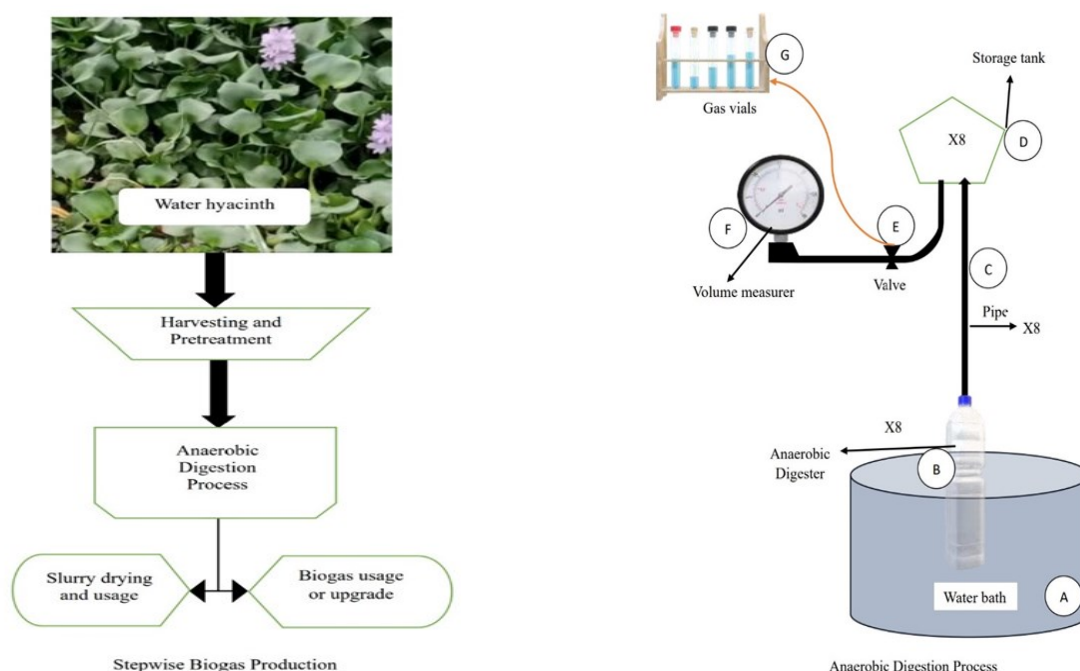 Water hyacinth
Harvesting and
Pretreatment
Anaerobic
Digestion
Process
Slurry drying
and usage
Biogas usage
or upgrade
Stepwise Biogas Production
G
Gas vials
Storage tank
X8
D
F
E
Volume measurer
Valve
C
Pipe
X8
X8
Anaerobic
Digester
B
Water bath
A
Anaerobic Digestion Process